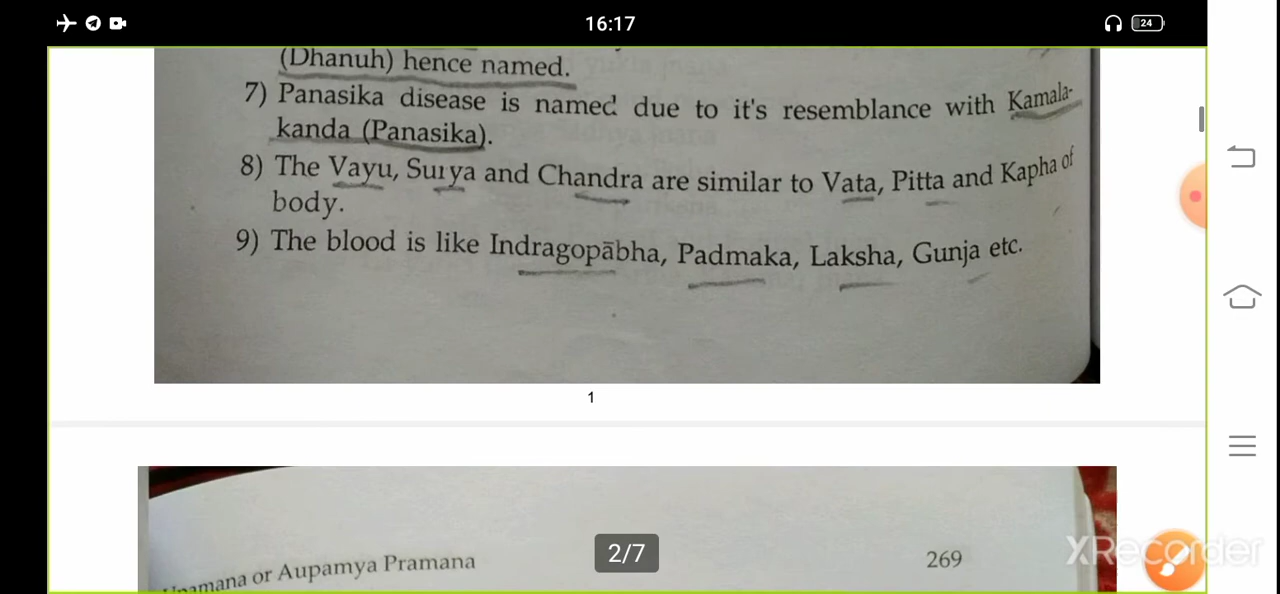 16:17
24
(Dhanuh) hence named.
7) Panasika disease is named due to it's resemblance with Kamala-
kanda (Panasika).
8) The Vayu, Surya and Chandra are similar to Vata, Pitta and Kapha of
body.
9) The blood is like Indragopābha, Padmaka, Laksha, Gunja etc.
1
Upamana or Aupamya Pramana
2/7
269
XRecorder